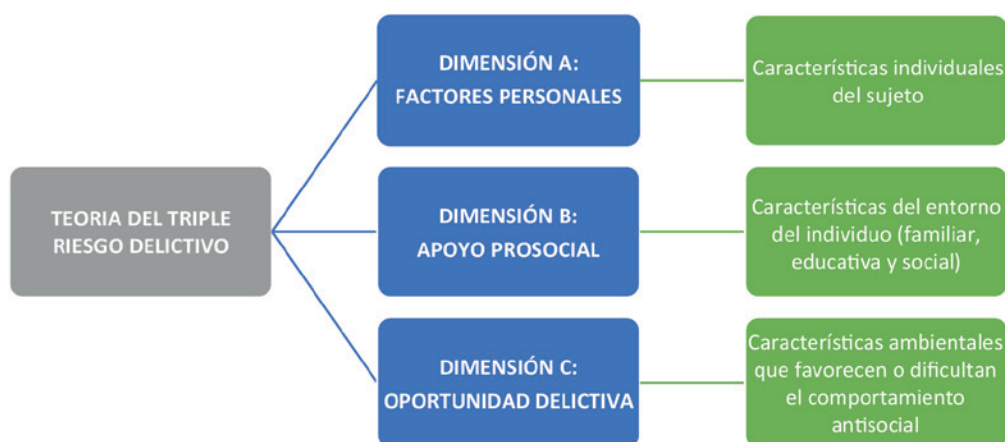 TEORIA DEL TRIPLE
RIESGO DELICTIVO
DIMENSIÓN A:
FACTORES PERSONALES
Características individuales
del sujeto
DIMENSIÓN B:
APOYO PROSOCIAL
Características del entorno
del individuo (familiar,
educativa y social)
DIMENSIÓN C:
OPORTUNIDAD DELICTIVA
Características ambientales
que favorecen o dificultan
el comportamiento
antisocial